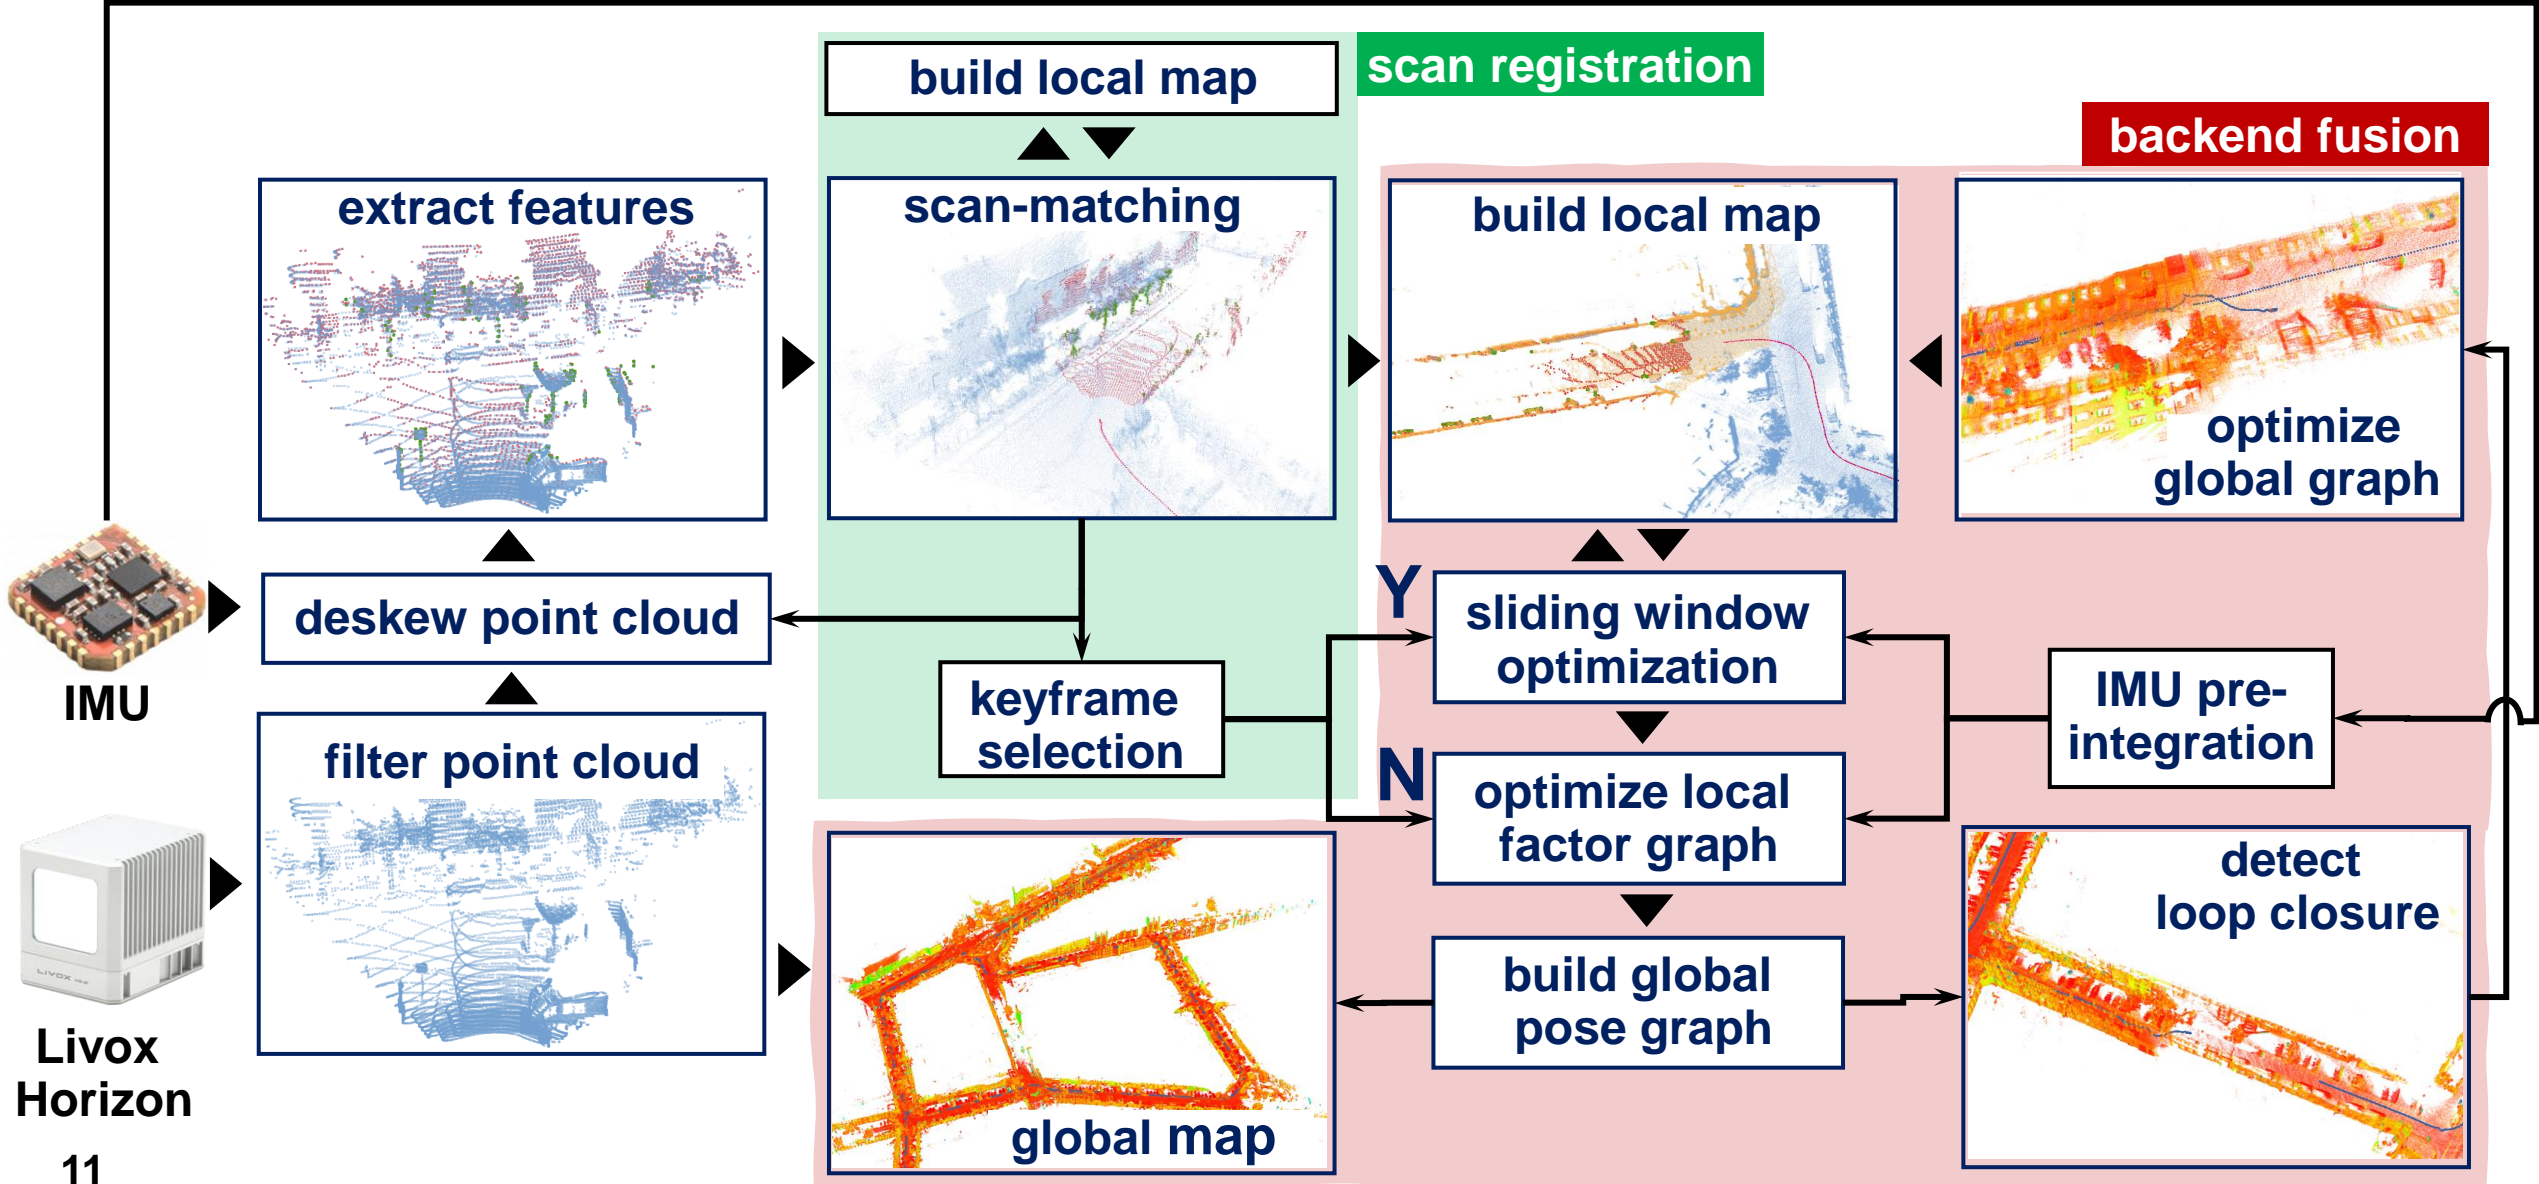 build local map
scan registration
backend fusion
extract features
scan-matching
build local map
optimize
global graph
IMU
deskew point cloud
keyframe
selection
Y
sliding window
optimization
N
optimize local
factor graph
IMU pre-
integration
filter point cloud
LIVOX
Livox
Horizon
global map
build global
pose graph
detect
loop closure
11